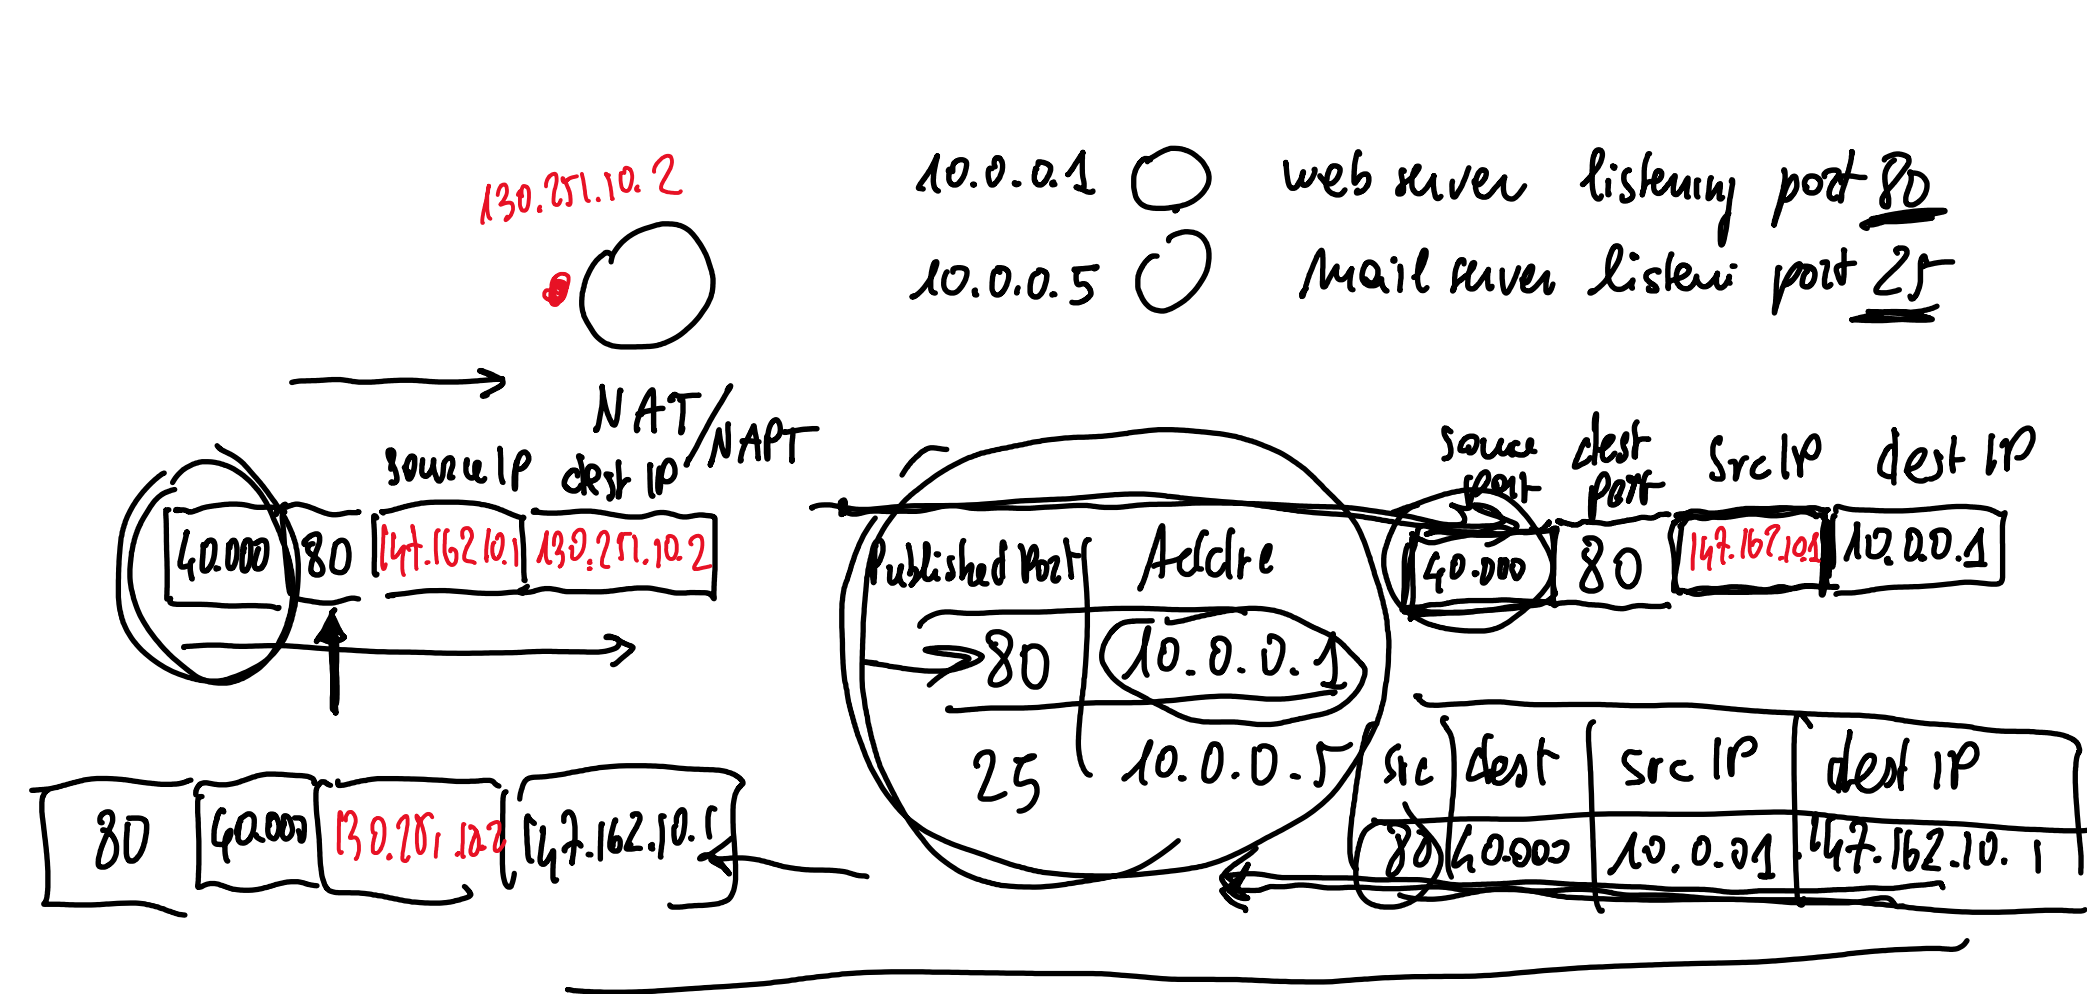 130.251.10.2
10.0.0.1 web server listening port 80
10.0.0.5 mail server listeni port 25
NAT/NAPT
source IP dest IP
40.000 80 147.162.10.1 130.251.10.2
Published Port Addre
80 10.0.0.1
25 10.0.0.5
source port dest port src IP dest IP
40.000 80 147.162.10.1 10.0.0.1
src dest src IP dest IP
80 40.000 10.0.01 147.162.10.1
80 40.000 130.251.10.2 147.162.10.1